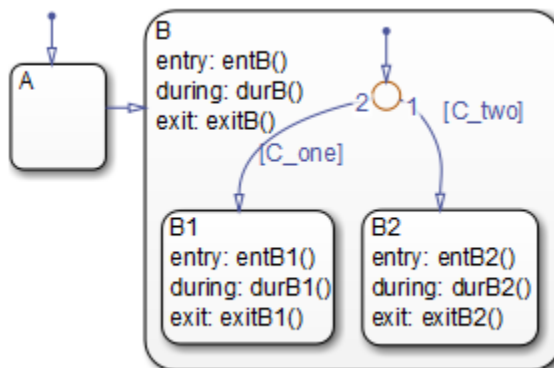 A
B
entry: entB()
during: durB()
exit: exitB()
2
1
[C_two]
[C_one]
B1
entry: entB1()
during: durB1()
exit: exitB1()
B2
entry: entB2()
during: durB2()
exit: exitB2()